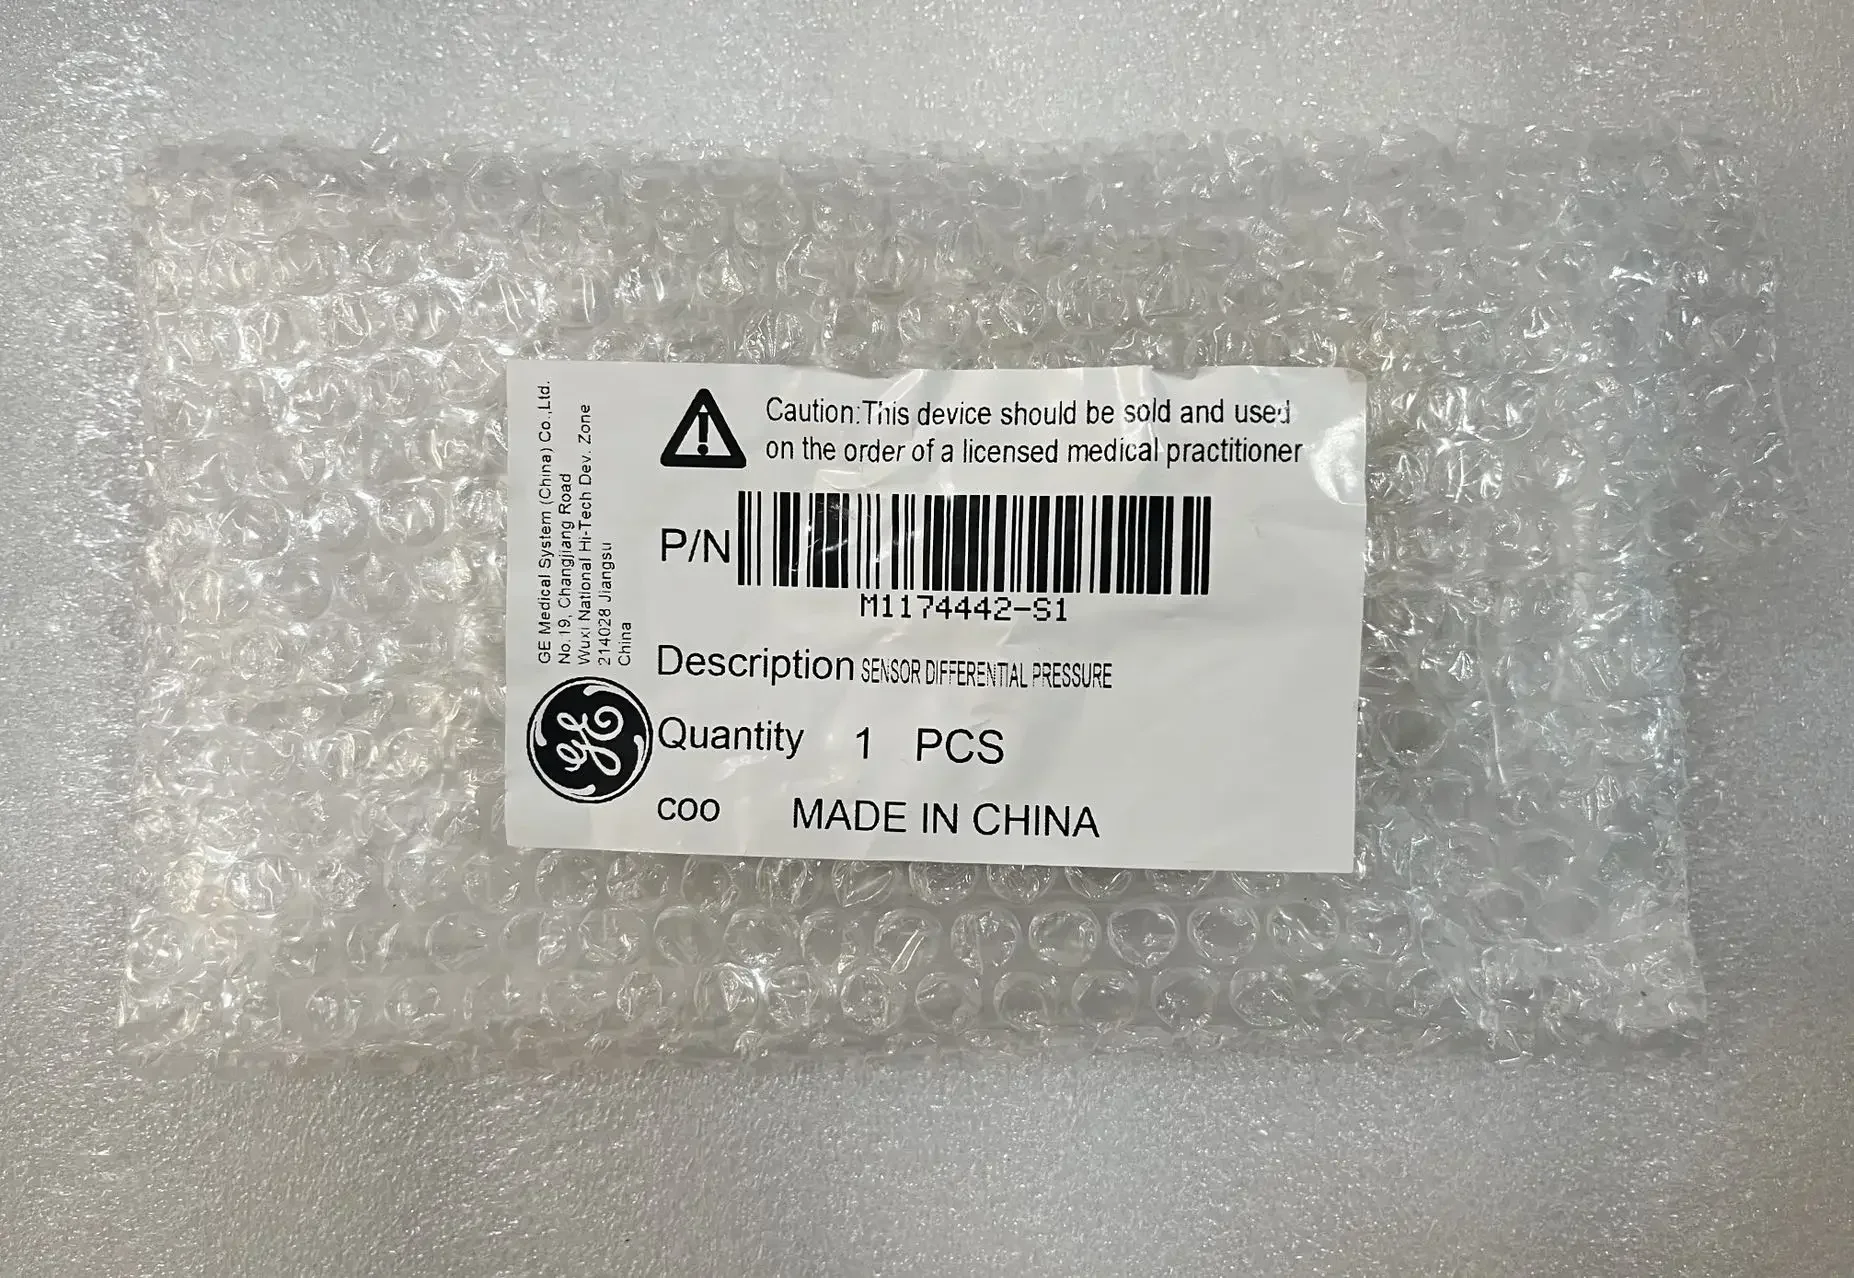 GE Medical System (China) Co.,Ltd.
No.19, Changjiang Road
Wuxi National Hi-Tech Dev. Zone
214028 Jiangsu
China
Caution:This device should be sold and used
on the order of a licensed medical practitioner
P/N
M1174442-S1
Description SENSOR DIFFERENTIAL PRESSURE
Quantity 1 PCS
COO MADE IN CHINA
GE